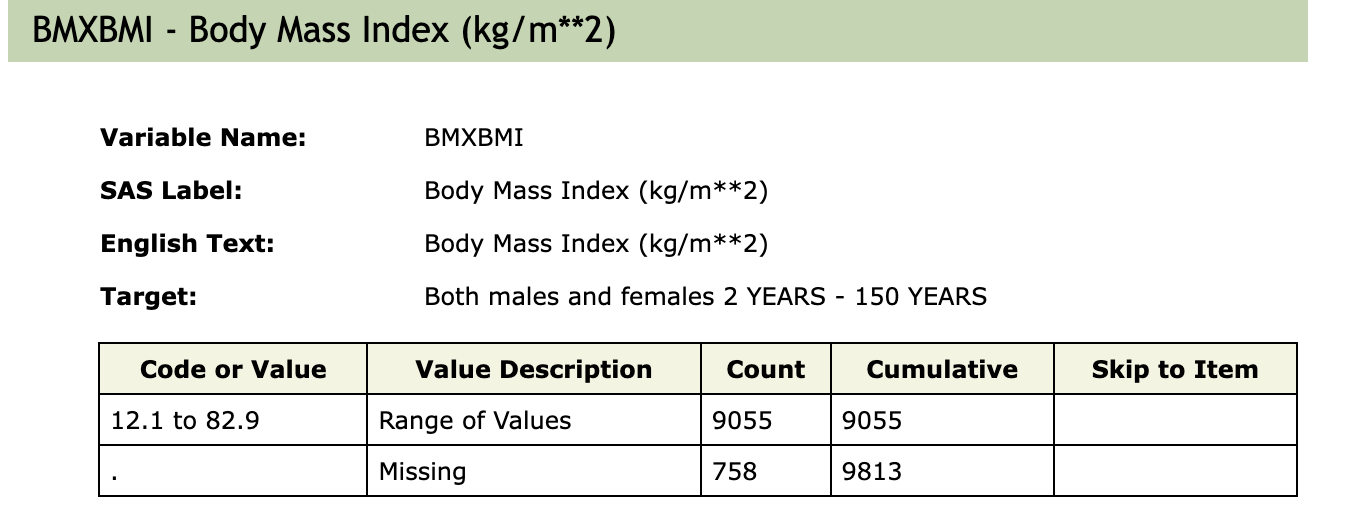 BMXBMI - Body Mass Index (kg/m**2)
Variable Name: BMXBMI
SAS Label: Body Mass Index (kg/m**2)
English Text: Body Mass Index (kg/m**2)
Target: Both males and females 2 YEARS - 150 YEARS
Code or Value Value Description Count Cumulative Skip to Item
12.1 to 82.9 Range of Values 9055 9055
. Missing 758 9813